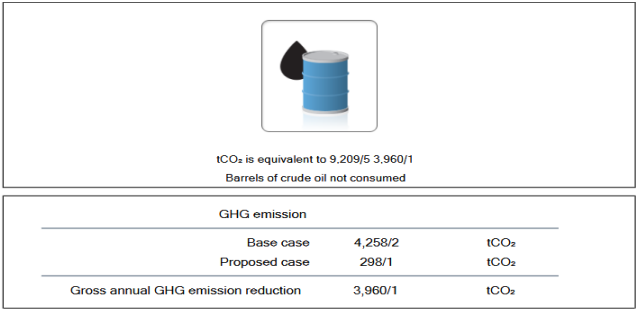 tCO₂ is equivalent to 9,209/5 3,960/1
Barrels of crude oil not consumed
GHG emission
Base case 4,258/2 tCO₂
Proposed case 298/1 tCO₂
Gross annual GHG emission reduction 3,960/1 tCO₂